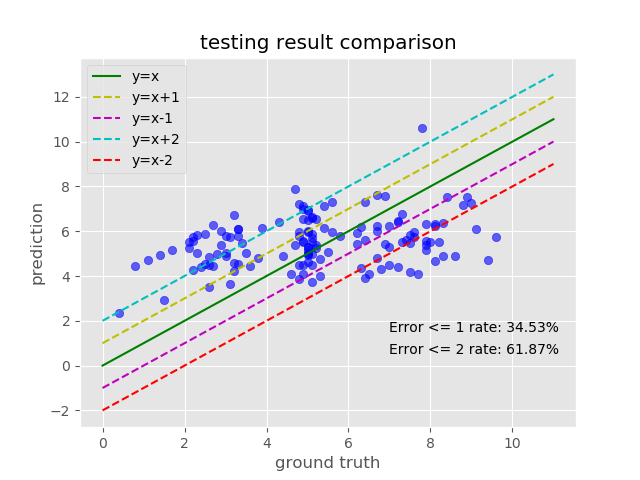 testing result comparison
y=x
y=x+1
y=x-1
y=x+2
y=x-2
12
10
8
6
4
2
0
−2
prediction
Error <= 1 rate: 34.53%
Error <= 2 rate: 61.87%
0 2 4 6 8 10
ground truth